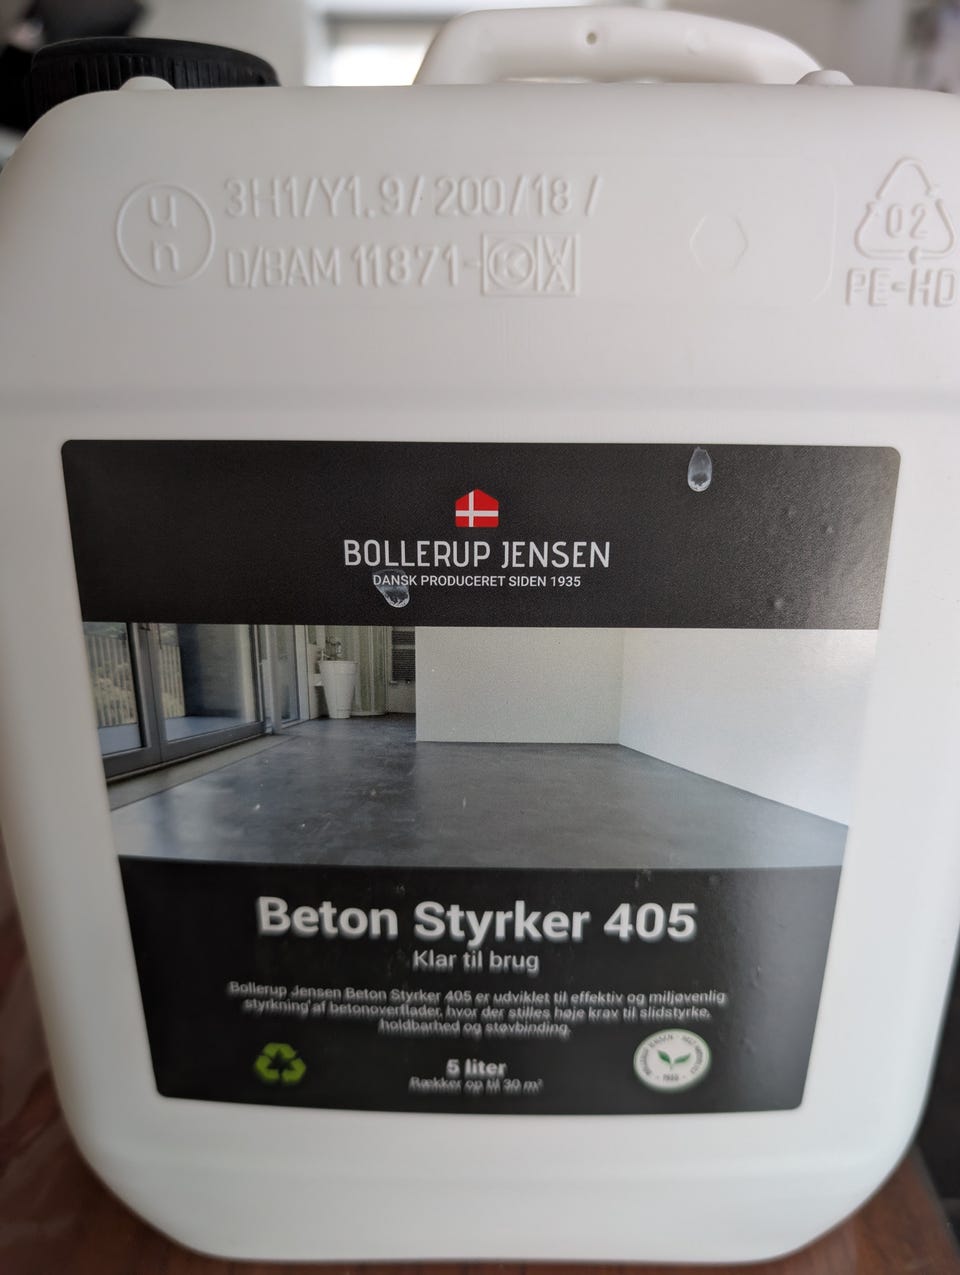 un
3H1/Y1.9/200/18/
D/BAM 11871-K
02
PE-HD
BOLLERUP JENSEN
DANSK PRODUCERET SIDEN 1935
Beton Styrker 405
Klar til brug
Bollerup Jensen Beton Styrker 405 er udviklet til effektiv og miljøvenlig
styrkning af betonoverflader, hvor der stilles høje krav til slidstyrke,
holdbarhed og støvbinding.
5 liter
Rækker op til 30 m²